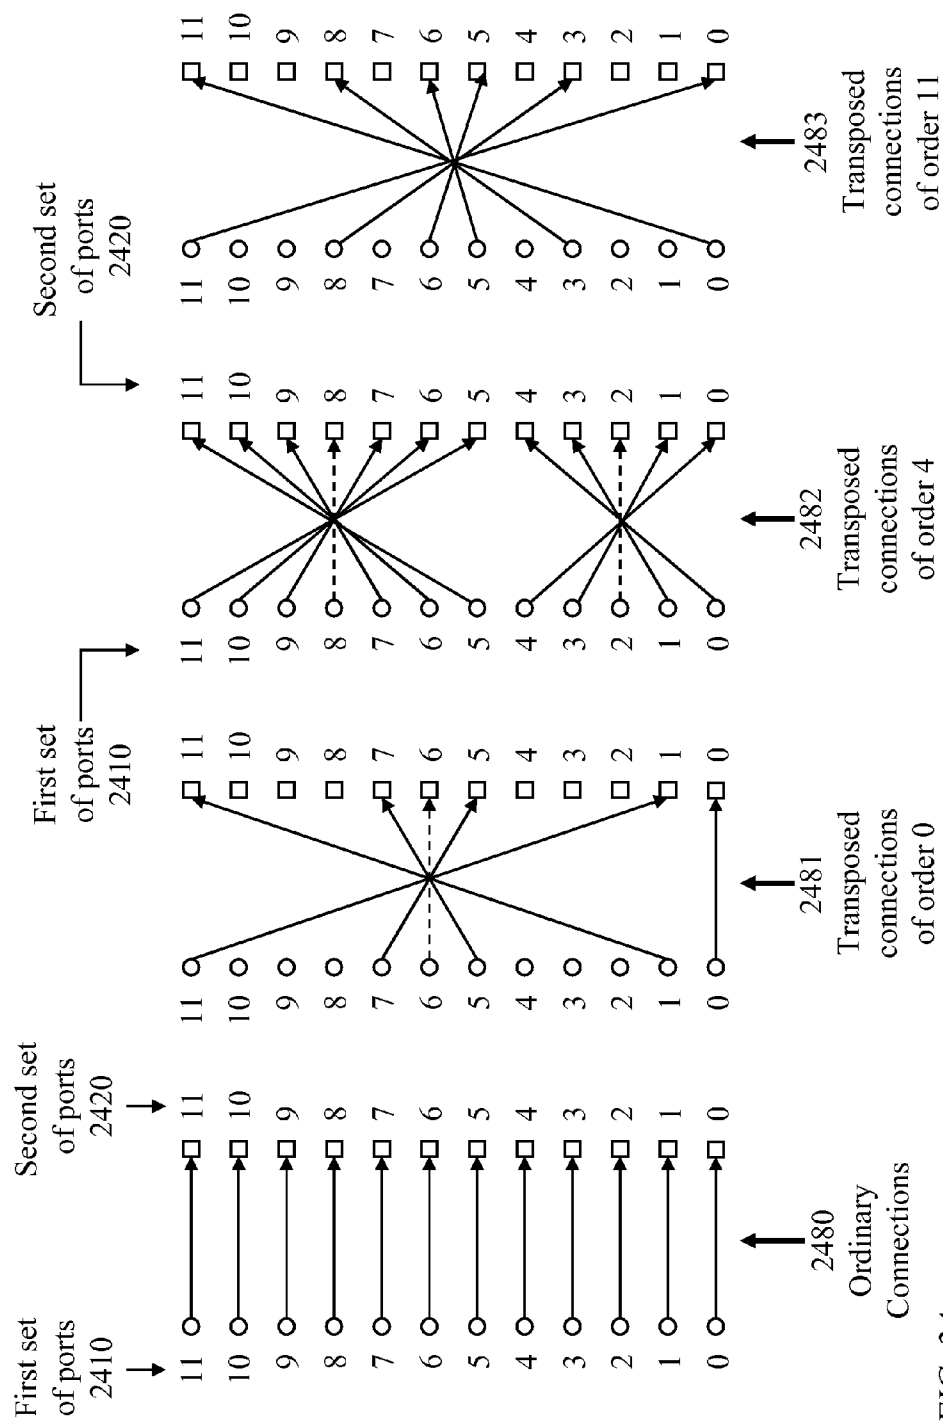 First set
of ports
2410
Second set
of ports
2420
First set
of ports
2410
Second set
of ports
2420
11 11 11 11 11 11 11 11
10 10 10 10 10 10 10 10
9 9 9 9 9 9 9 9
8 8 8 8 8 8 8 8
7 7 7 7 7 7 7 7
6 6 6 6 6 6 6 6
5 5 5 5 5 5 5 5
4 4 4 4 4 4 4 4
3 3 3 3 3 3 3 3
2 2 2 2 2 2 2 2
1 1 1 1 1 1 1 1
0 0 0 0 0 0 0 0
2480
Ordinary
Connections
2481
Transposed
connections
of order 0
2482
Transposed
connections
of order 4
2483
Transposed
connections
of order 11